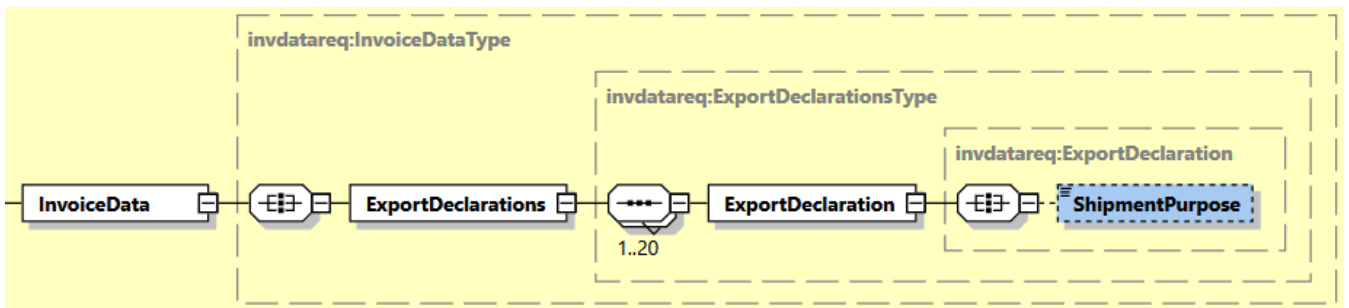 invdatareq:InvoiceDataType
invdatareq:ExportDeclarationsType
invdatareq:ExportDeclaration
InvoiceData
ExportDeclarations
ExportDeclaration
ShipmentPurpose
1..20